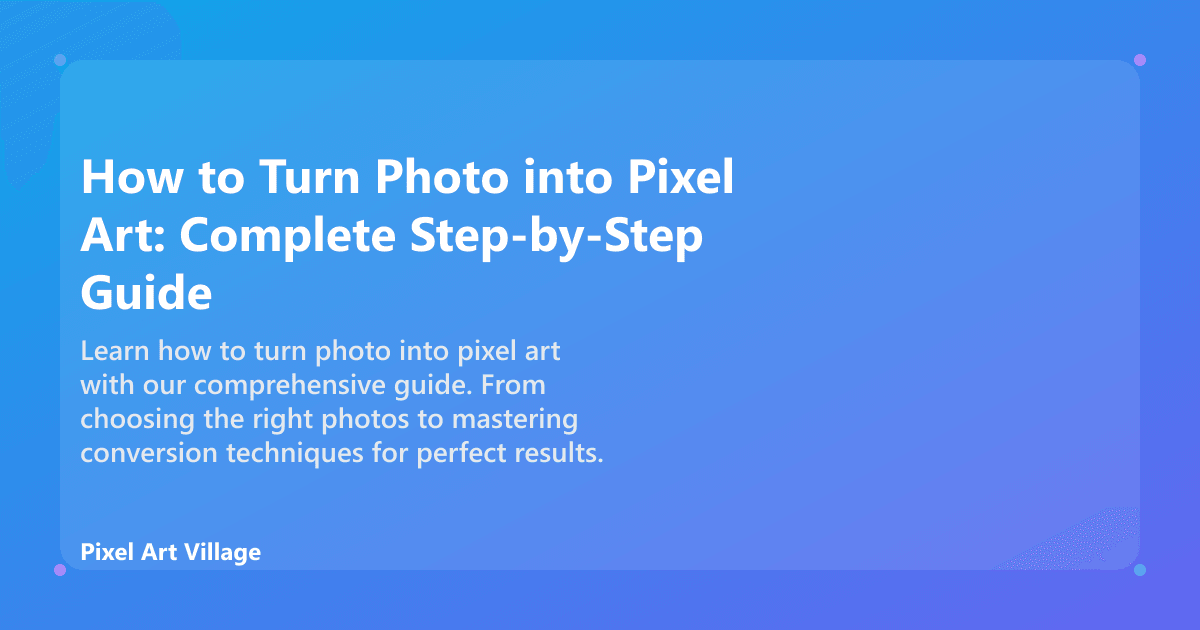 How to Turn Photo into Pixel
Art: Complete Step-by-Step
Guide
Learn how to turn photo into pixel art
with our comprehensive guide. From
choosing the right photos to mastering
conversion techniques for perfect results.
Pixel Art Village